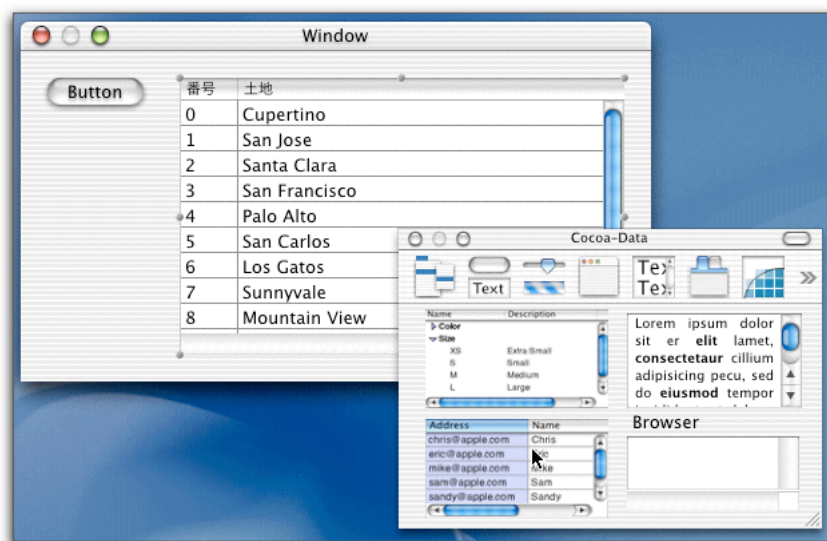 Window
Button
番号 土地
0 Cupertino
1 San Jose
2 Santa Clara
3 San Francisco
4 Palo Alto
5 San Carlos
6 Los Gatos
7 Sunnyvale
8 Mountain View
Cocoa-Data
Text
Name Description
Color
Size
XS Extra Small
S Small
M Medium
L Large
Lorem ipsum dolor
sit er elit lamet,
consectetaur cillium
adipisicing pecu, sed
do eiusmod tempor
Address Name
chris@apple.com Chris
eric@apple.com
mike@apple.com
sam@apple.com Sam
sandy@apple.com Sandy
Browser